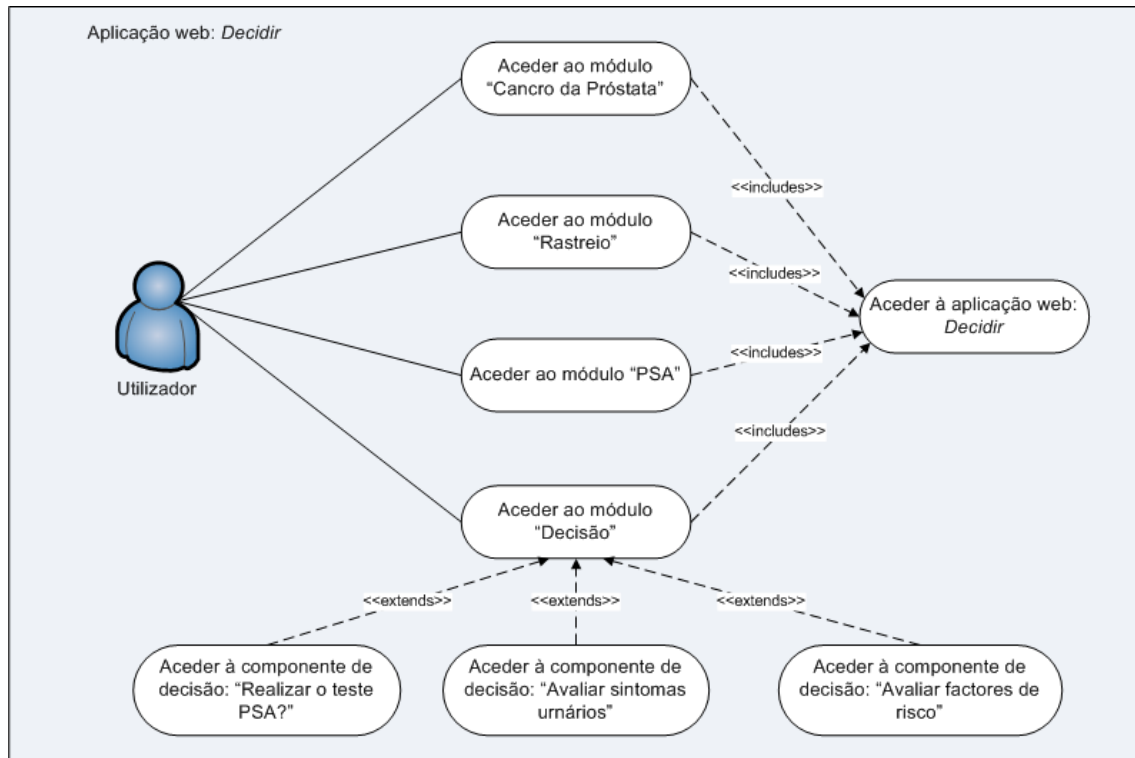 Aplicação web: Decidir
Aceder ao módulo
“Cancro da Próstata”
<<includes>>
Aceder ao módulo
“Rastreio”
<<includes>>
Aceder à aplicação web:
Decidir
Utilizador
Aceder ao módulo “PSA”
<<includes>>
<<includes>>
Aceder ao módulo
“Decisão”
<<extends>>
<<extends>>
<<extends>>
Aceder à componente de
decisão: “Realizar o teste
PSA?”
Aceder à componente de
decisão: “Avaliar sintomas
urnários”
Aceder à componente de
decisão: “Avaliar factores de
risco”